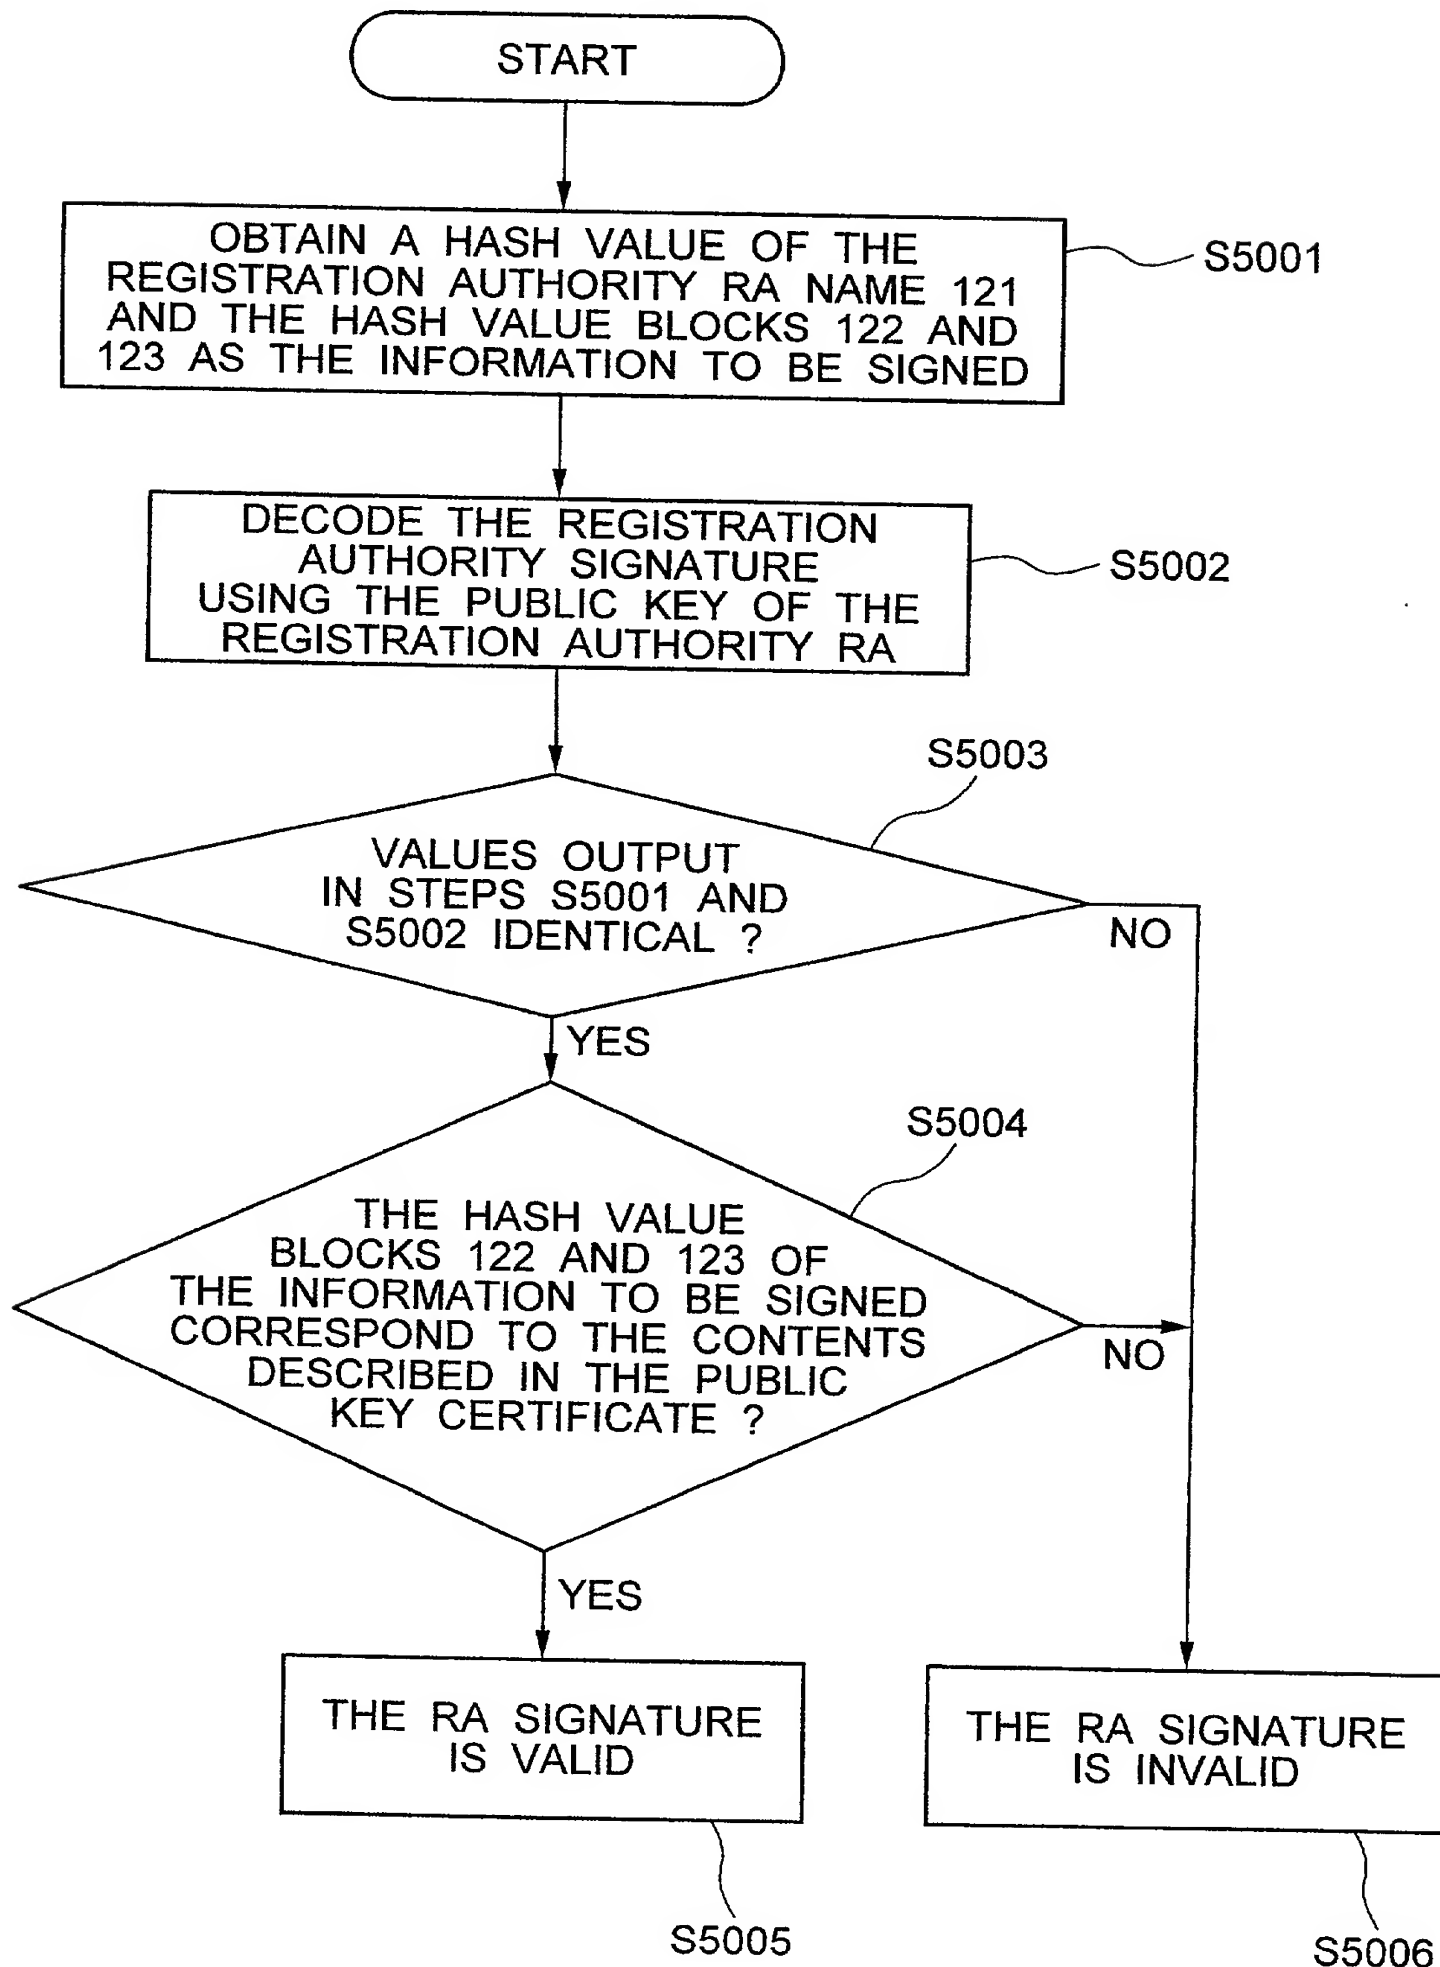 START
OBTAIN A HASH VALUE OF THE
REGISTRATION AUTHORITY RA NAME 121
AND THE HASH VALUE BLOCKS 122 AND
123 AS THE INFORMATION TO BE SIGNED
S5001
DECODE THE REGISTRATION
AUTHORITY SIGNATURE
USING THE PUBLIC KEY OF THE
REGISTRATION AUTHORITY RA
S5002
S5003
VALUES OUTPUT
IN STEPS S5001 AND
S5002 IDENTICAL ?
NO
YES
S5004
THE HASH VALUE
BLOCKS 122 AND 123 OF
THE INFORMATION TO BE SIGNED
CORRESPOND TO THE CONTENTS
DESCRIBED IN THE PUBLIC
KEY CERTIFICATE ?
NO
YES
THE RA SIGNATURE
IS VALID
THE RA SIGNATURE
IS INVALID
S5005
S5006